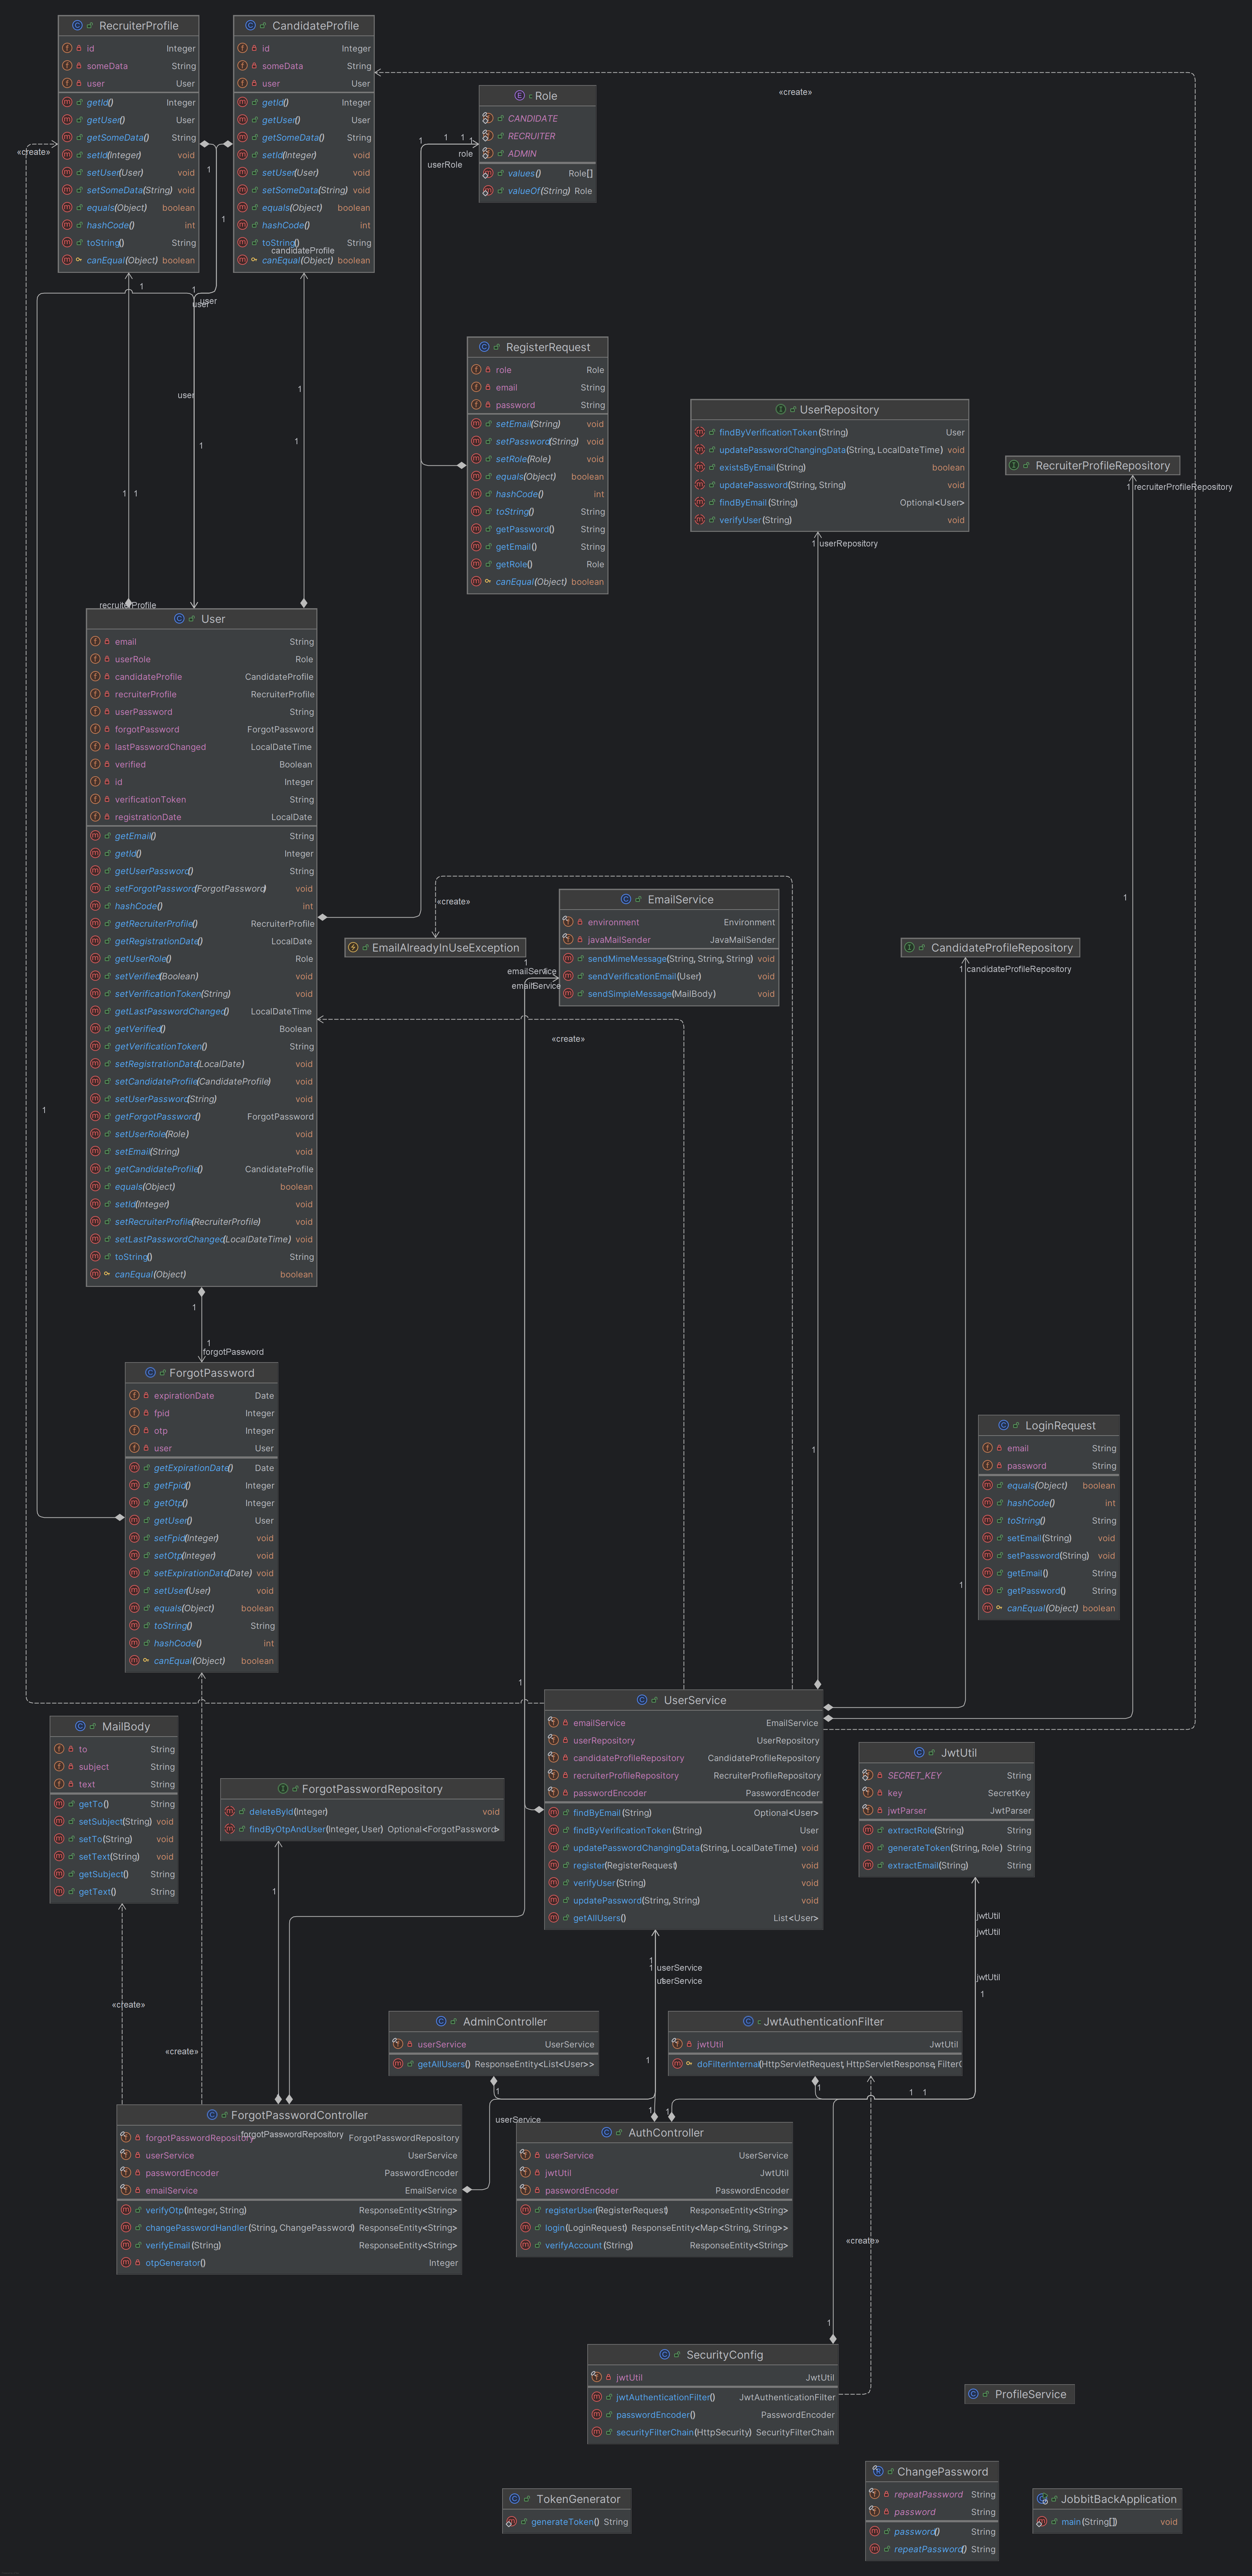 RecruiterProfile
id Integer
someData String
user User
getId() Integer
getUser() User
getSomeData() String
setId(Integer) void
setUser(User) void
setSomeData(String) void
equals(Object) boolean
hashCode() int
toString() String
canEqual(Object) boolean
CandidateProfile
id Integer
someData String
user User
getId() Integer
getUser() User
getSomeData() String
setId(Integer) void
setUser(User) void
setSomeData(String) void
equals(Object) boolean
hashCode() int
toString() String
candidateProfile
canEqual(Object) boolean
«create»
«create»
Role
CANDIDATE
RECRUITER
ADMIN
values() Role[]
valueOf(String) Role
1
1
1
1
role
userRole
1
1
1
1
user
user
user
1
1
1
1
1
RegisterRequest
role Role
email String
password String
setEmail(String) void
setPassword(String) void
setRole(Role) void
equals(Object) boolean
hashCode() int
toString() String
getPassword() String
getEmail() String
getRole() Role
canEqual(Object) boolean
UserRepository
findByVerificationToken(String) User
updatePasswordChangingData(String, LocalDateTime) void
existsByEmail(String) boolean
updatePassword(String, String) void
findByEmail(String) Optional<User>
verifyUser(String) void
1 userRepository
RecruiterProfileRepository
1 recruiterProfileRepository
recruiterProfile
User
email String
userRole Role
candidateProfile CandidateProfile
recruiterProfile RecruiterProfile
userPassword String
forgotPassword ForgotPassword
lastPasswordChanged LocalDateTime
verified Boolean
id Integer
verificationToken String
registrationDate LocalDate
getEmail() String
getId() Integer
getUserPassword() String
setForgotPassword(ForgotPassword) void
hashCode() int
getRecruiterProfile() RecruiterProfile
getRegistrationDate() LocalDate
getUserRole() Role
setVerified(Boolean) void
setVerificationToken(String) void
getLastPasswordChanged() LocalDateTime
getVerified() Boolean
getVerificationToken() String
setRegistrationDate(LocalDate) void
setCandidateProfile(CandidateProfile) void
setUserPassword(String) void
getForgotPassword() ForgotPassword
setUserRole(Role) void
setEmail(String) void
getCandidateProfile() CandidateProfile
equals(Object) boolean
setId(Integer) void
setRecruiterProfile(RecruiterProfile) void
setLastPasswordChanged(LocalDateTime) void
toString() String
canEqual(Object) boolean
«create»
EmailAlreadyInUseException
EmailService
environment Environment
javaMailSender JavaMailSender
sendMimeMessage(String, String, String) void
sendVerificationEmail(User) void
sendSimpleMessage(MailBody) void
1
emailService
emailService
«create»
1
CandidateProfileRepository
1 candidateProfileRepository
1
1
1
forgotPassword
ForgotPassword
expirationDate Date
fpid Integer
otp Integer
user User
getExpirationDate() Date
getFpid() Integer
getOtp() Integer
getUser() User
setFpid(Integer) void
setOtp(Integer) void
setExpirationDate(Date) void
setUser(User) void
equals(Object) boolean
toString() String
hashCode() int
canEqual(Object) boolean
1
LoginRequest
email String
password String
equals(Object) boolean
hashCode() int
toString() String
setEmail(String) void
setPassword(String) void
getEmail() String
getPassword() String
canEqual(Object) boolean
1
1
MailBody
to String
subject String
text String
getTo() String
setSubject(String) void
setTo(String) void
setText(String) void
getSubject() String
getText() String
ForgotPasswordRepository
deleteById(Integer) void
findByOtpAndUser(Integer, User) Optional<ForgotPassword>
1
UserService
emailService EmailService
userRepository UserRepository
candidateProfileRepository CandidateProfileRepository
recruiterProfileRepository RecruiterProfileRepository
passwordEncoder PasswordEncoder
findByEmail(String) Optional<User>
findByVerificationToken(String) User
updatePasswordChangingData(String, LocalDateTime) void
register(RegisterRequest) void
verifyUser(String) void
updatePassword(String, String) void
getAllUsers() List<User>
JwtUtil
SECRET_KEY String
key SecretKey
jwtParser JwtParser
extractRole(String) String
generateToken(String, Role) String
extractEmail(String) String
jwtUtil
jwtUtil
jwtUtil
1
1
1 userService
userService
«create»
«create»
AdminController
userService UserService
getAllUsers() ResponseEntity<List<User>>
1
1
JwtAuthenticationFilter
jwtUtil JwtUtil
doFilterInternal(HttpServletRequest, HttpServletResponse, FilterC
1
1 1
1
userService
ForgotPasswordController
forgotPasswordRepository ForgotPasswordRepository
forgotPasswordRepository
userService UserService
passwordEncoder PasswordEncoder
emailService EmailService
verifyOtp(Integer, String) ResponseEntity<String>
changePasswordHandler(String, ChangePassword) ResponseEntity<String>
verifyEmail(String) ResponseEntity<String>
otpGenerator() Integer
AuthController
userService UserService
jwtUtil JwtUtil
passwordEncoder PasswordEncoder
registerUser(RegisterRequest) ResponseEntity<String>
login(LoginRequest) ResponseEntity<Map<String, String>>
verifyAccount(String) ResponseEntity<String>
«create»
1
SecurityConfig
jwtUtil JwtUtil
jwtAuthenticationFilter() JwtAuthenticationFilter
passwordEncoder() PasswordEncoder
securityFilterChain(HttpSecurity) SecurityFilterChain
ProfileService
TokenGenerator
generateToken() String
ChangePassword
repeatPassword String
password String
password() String
repeatPassword() String
JobbitBackApplication
main(String[]) void